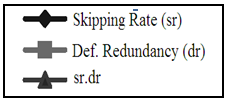 Skipping Rate (sr)
Def. Redundancy (dr)
sr.dr